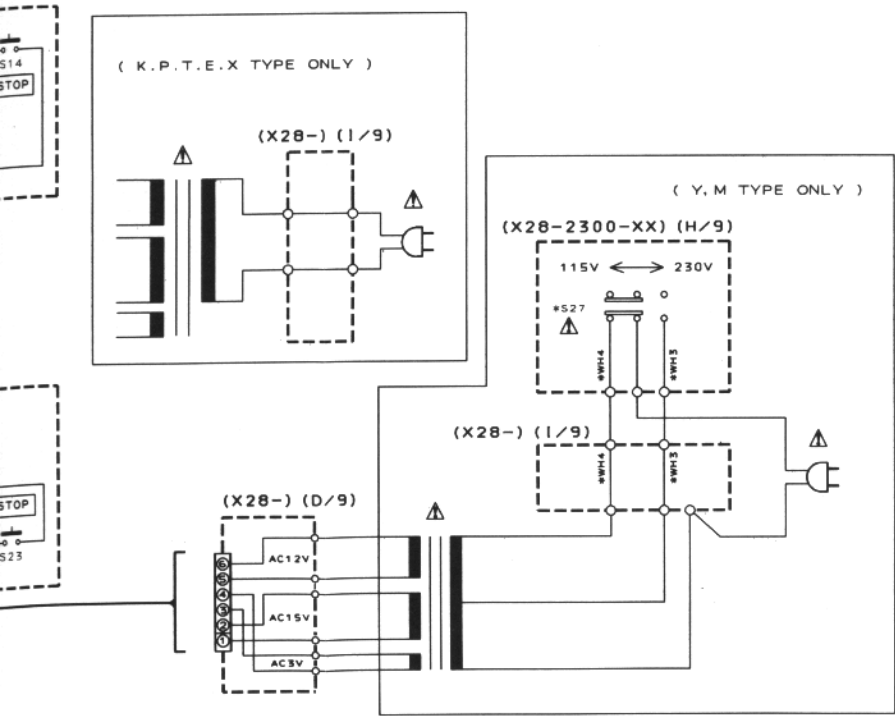 S14
STOP
( K.P.T.E.X TYPE ONLY )
(X28-) (I/9)
( Y, M TYPE ONLY )
(X28-2300-XX) (H/9)
115V 230V
*S27
*WH4
*WH3
(X28-) (I/9)
*WH4
*WH3
STOP
S23
(X28-) (D/9)
6
5
4
3
2
1
AC12V
AC15V
AC3V